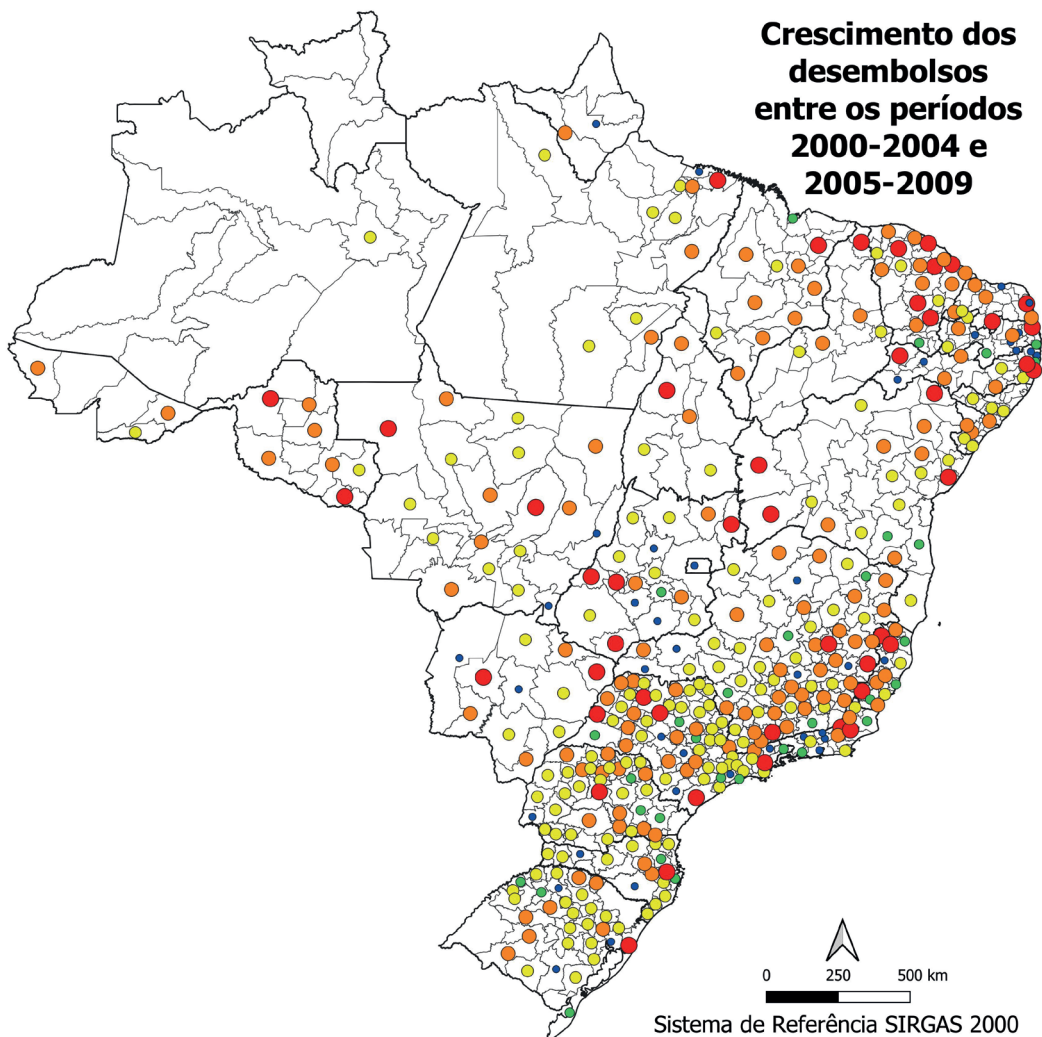 Crescimento dos
desembolsos
entre os períodos
2000-2004 e
2005-2009
0 250 500 km
Sistema de Referência SIRGAS 2000